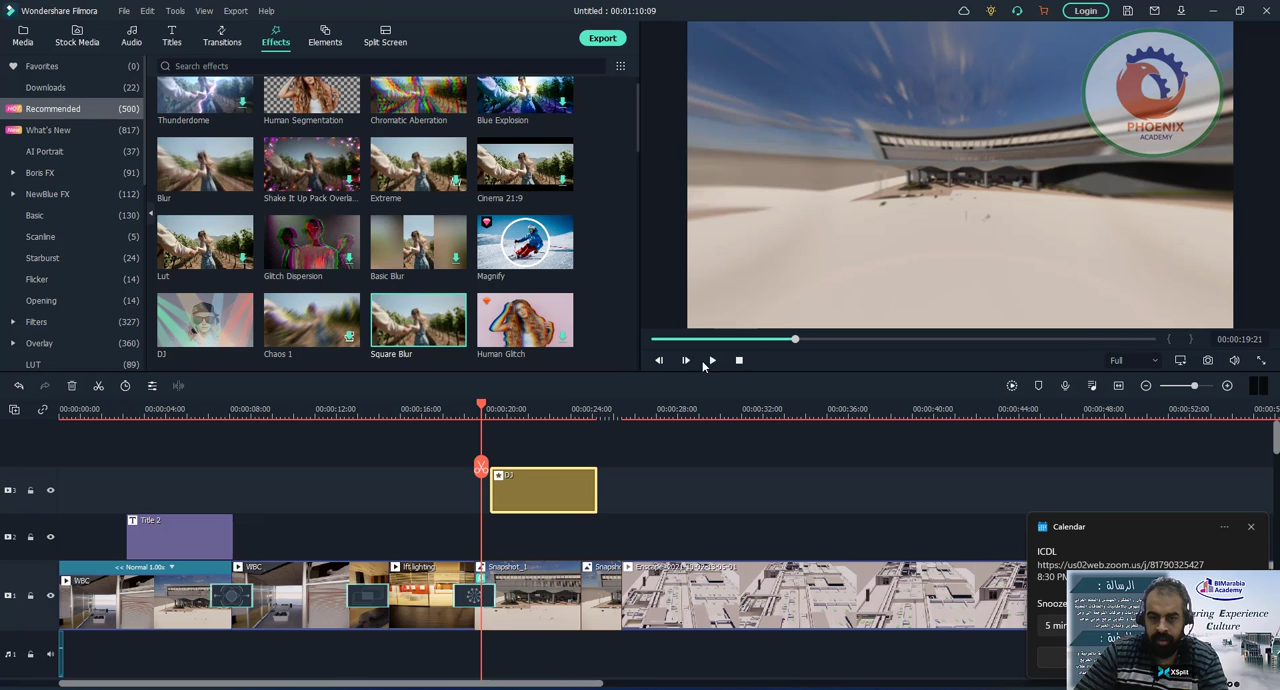 Wondershare Filmora
File Edit Tools View Export Help
Untitled : 00:01:10:09
Login
Media Stock Media Audio Titles Transitions Effects Elements Split Screen
Export
Favorites (0)
Downloads (22)
HOT Recommended (500)
New What's New (817)
AI Portrait (37)
Boris FX (91)
NewBlue FX (112)
Basic (130)
Scanline (5)
Starburst (24)
Flicker (14)
Opening (14)
Filters (327)
Overlay (360)
LUT (89)
Search effects
Thunderdome Human Segmentation Chromatic Aberration Blue Explosion
Blur Shake It Up Pack Overla... Extreme Cinema 21:9
Lut Glitch Dispersion Basic Blur Magnify
DJ Chaos 1 Square Blur Human Glitch
PHOENIX
ACADEMY
00:00:19:21
Full
00:00:00:00 00:00:04:00 00:00:08:00 00:00:12:00 00:00:16:00 00:00:20:00 00:00:24:00 00:00:28:00 00:00:32:00 00:00:36:00 00:00:40:00 00:00:44:00 00:00:48:00 00:00:52:00
3
DJ
2
Title 2
1
<< Normal 1.00x
WBC
WBC
Snapshot_1
1
Calendar
ICDL
https://us02web.zoom.us/j/81790325427
8:30 PM
Snooze
5 min
الرسالة :
BIMarabia
Academy
Sharing Experience
Culture
XSplit